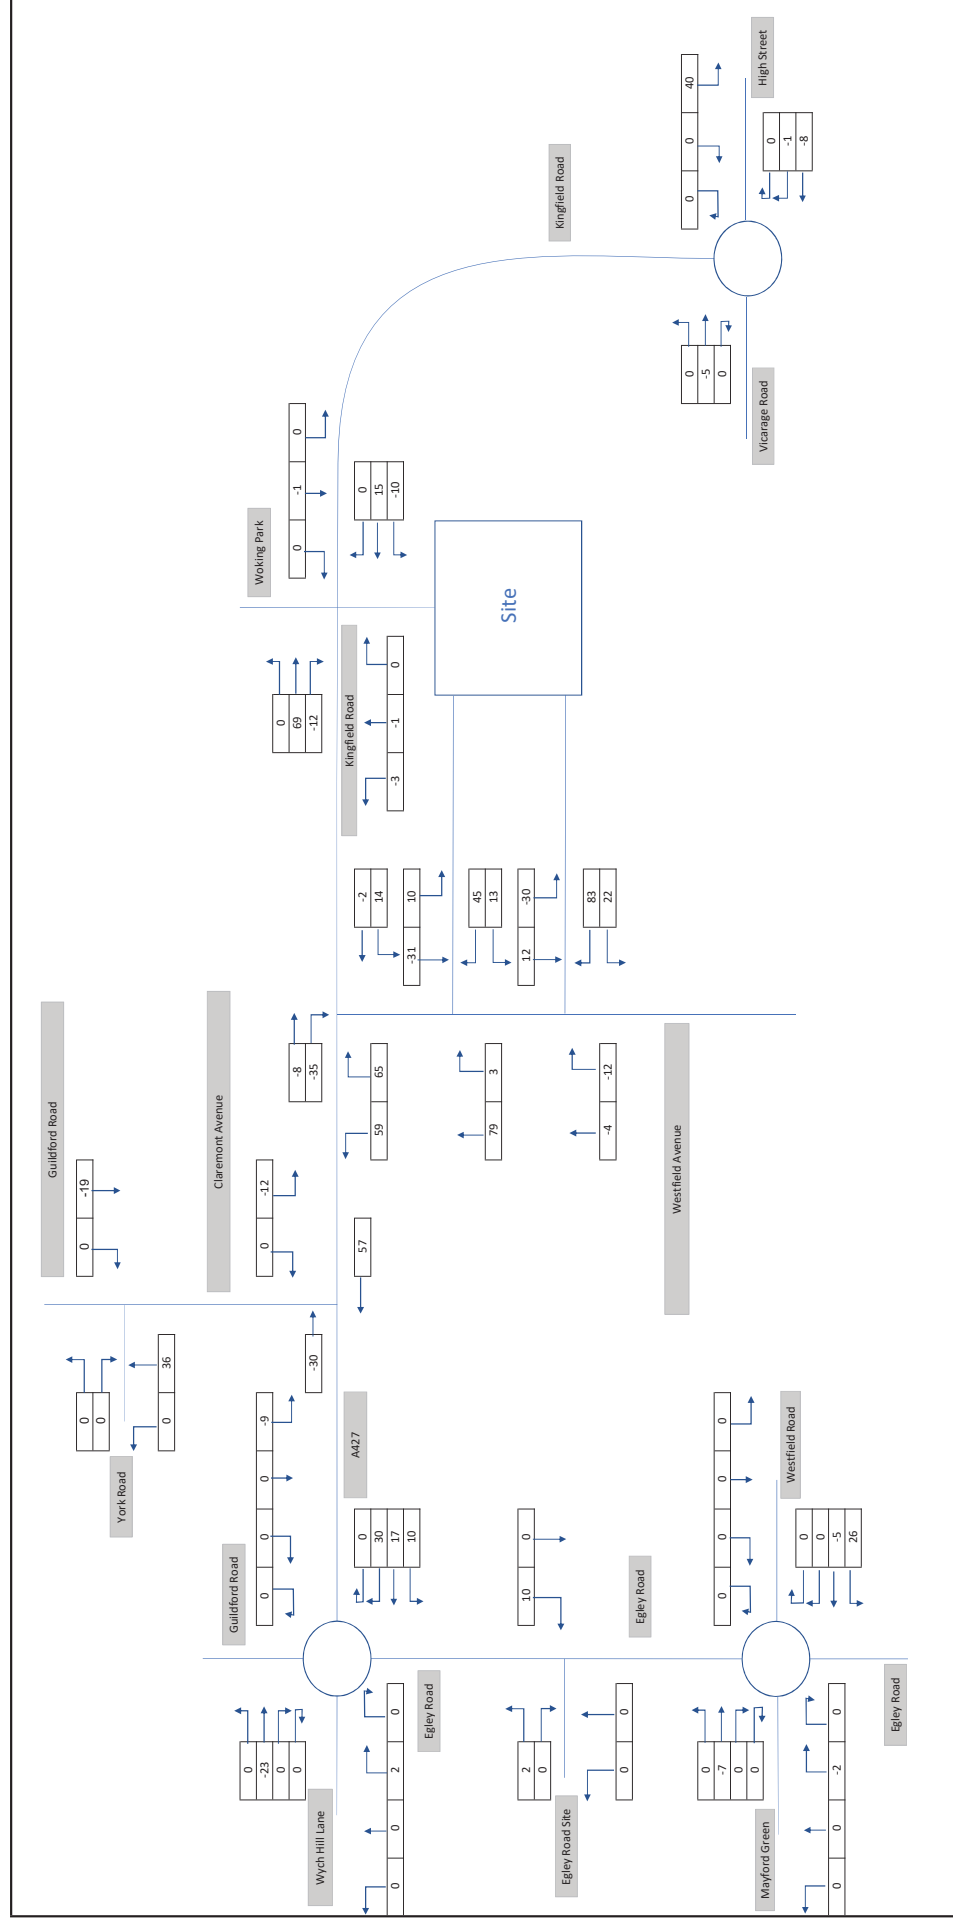 Guildford Road
0 -19
0
0
York Road
0 36
Claremont Avenue
Guildford Road
0 0 0 -9
0 -12
Woking Park
0 -1 0
0
-23
0
0
-30
-8
-35
0
69
-12
Wych Hill Lane
A427
Kingfield Road
0
30
17
10
57
59 65
-2
14
0
15
-10
0 0 2 0
Egley Road
-3 -1 0
-31 10
45
13
79 3
Site
2
0
10 0
12 -30
Kingfield Road
Egley Road Site
83
22
0 0
-4 -12
Egley Road
Westfield Avenue
0
-5
0
0 0 40
0
-7
0
0
0 0 0 0
Mayford Green
Vicarage Road
High Street
Westfield Road
0
-1
-8
0
0
-5
26
0 0 -2 0
Egley Road